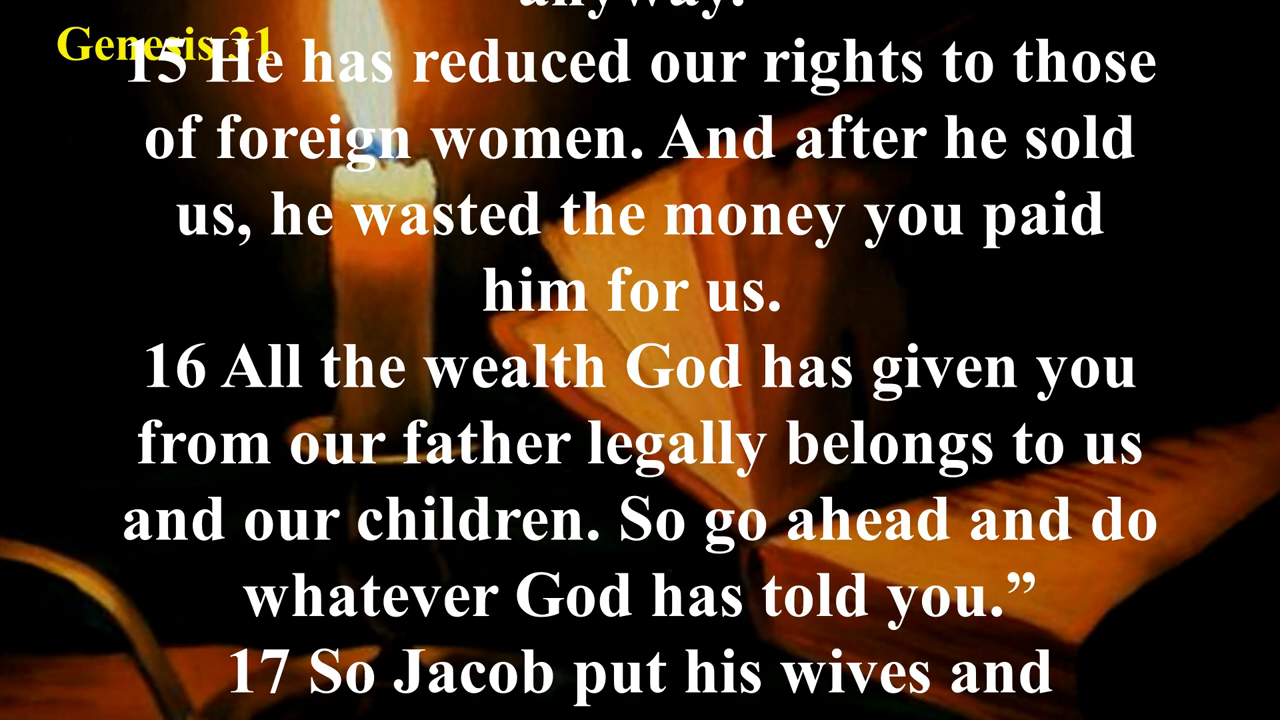 anyway.
Genesis 31
15 He has reduced our rights to those
of foreign women. And after he sold
us, he wasted the money you paid
him for us.
16 All the wealth God has given you
from our father legally belongs to us
and our children. So go ahead and do
whatever God has told you.”
17 So Jacob put his wives and